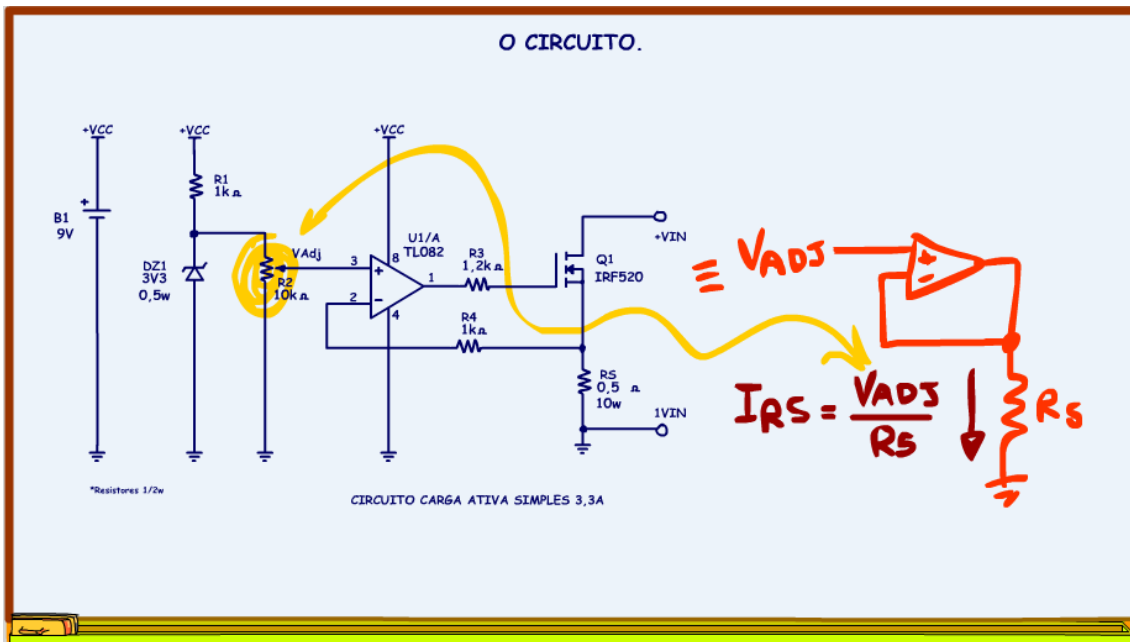 O CIRCUITO.
+VCC
+VCC
+VCC
R1
1kΩ
B1
9V
+
DZ1
3V3
0,5w
VAdj
R2
10kΩ
U1/A
TL082
3
8
+
2
-
1
4
R3
1,2kΩ
R4
1kΩ
Q1
IRF520
+VIN
RS
0,5 Ω
10w
1VIN
≡ VADJ
+
-
IRS = VADJ
RS
Rs
*Resistores 1/2w
CIRCUITO CARGA ATIVA SIMPLES 3,3A